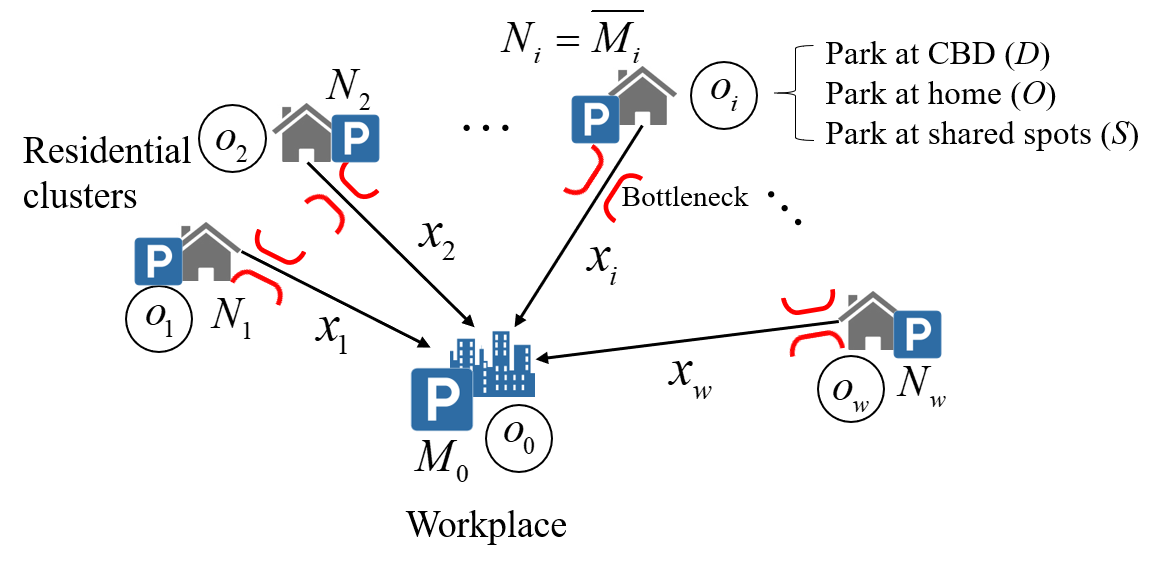 N_i = \overline{M_i}
Park at CBD (D)
o_i
Park at home (O)
N_2
P
P
…
Park at shared spots (S)
o_2
P
Residential
clusters
Bottleneck
⋱
x_2
x_i
P
o_1
N_1
x_1
P
x_w
P
o_w
N_w
M_0
o_0
Workplace